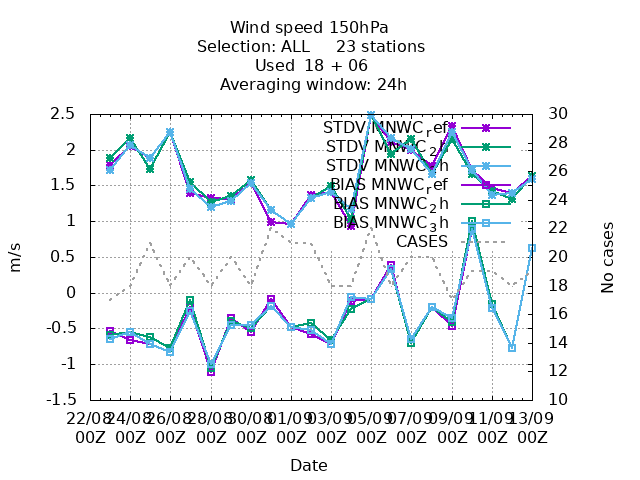 Wind speed 150hPa
Selection: ALL 23 stations
Used 18 + 06
Averaging window: 24h
2.5
2
1.5
1
0.5
0
-0.5
-1
-1.5
m/s
30
28
26
24
22
20
18
16
14
12
10
No cases
STDV MNWC_ref
STDV MNWC_2h
STDV MNWC_3h
BIAS MNWC_ref
BIAS MNWC_2h
BIAS MNWC_3h
CASES
22/08 24/08 26/08 28/08 30/08 01/09 03/09 05/09 07/09 09/09 11/09 13/09
00Z 00Z 00Z 00Z 00Z 00Z 00Z 00Z 00Z 00Z 00Z 00Z
Date